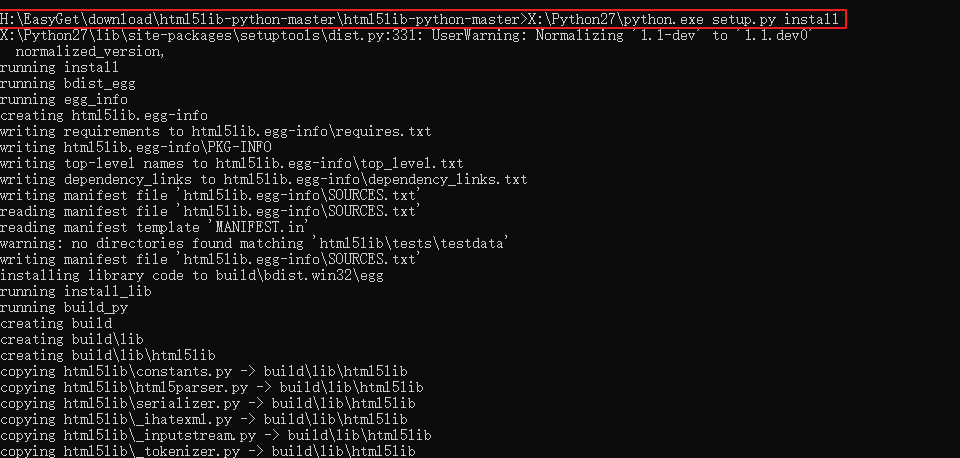 H:\EasyGet\download\html5lib-python-master\html5lib-python-master>X:\Python27\python.exe setup.py install
X:\Python27\lib\site-packages\setuptools\dist.py:331: UserWarning: Normalizing '1.1-dev' to '1.1.dev0'
  normalized_version,
running install
running bdist_egg
running egg_info
creating html5lib.egg-info
writing requirements to html5lib.egg-info\requires.txt
writing html5lib.egg-info\PKG-INFO
writing top-level names to html5lib.egg-info\top_level.txt
writing dependency_links to html5lib.egg-info\dependency_links.txt
writing manifest file 'html5lib.egg-info\SOURCES.txt'
reading manifest file 'html5lib.egg-info\SOURCES.txt'
reading manifest template 'MANIFEST.in'
warning: no directories found matching 'html5lib\tests\testdata'
writing manifest file 'html5lib.egg-info\SOURCES.txt'
installing library code to build\bdist.win32\egg
running install_lib
running build_py
creating build
creating build\lib
creating build\lib\html5lib
copying html5lib\constants.py -> build\lib\html5lib
copying html5lib\html5parser.py -> build\lib\html5lib
copying html5lib\serializer.py -> build\lib\html5lib
copying html5lib\_ihatexml.py -> build\lib\html5lib
copying html5lib\_inputstream.py -> build\lib\html5lib
copying html5lib\_tokenizer.py -> build\lib\html5lib